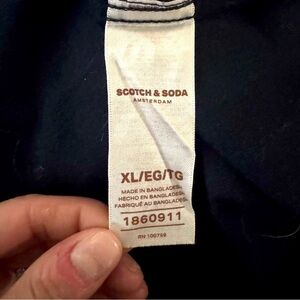 SCOTCH & SODA
AMSTERDAM
XL/EG/TG
MADE IN BANGLADESH
HECHO EN BANGLADESH
FABRIQUÉ AU BANGLADESH
1860911
RN 106759